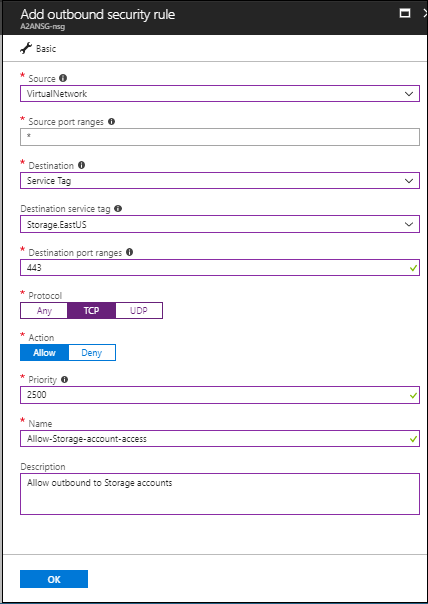 Add outbound security rule
A2ANSG-nsg
Basic
* Source
VirtualNetwork
* Source port ranges
*
* Destination
Service Tag
Destination service tag
Storage.EastUS
* Destination port ranges
443
* Protocol
Any TCP UDP
* Action
Allow Deny
* Priority
2500
* Name
Allow-Storage-account-access
Description
Allow outbound to Storage accounts
OK